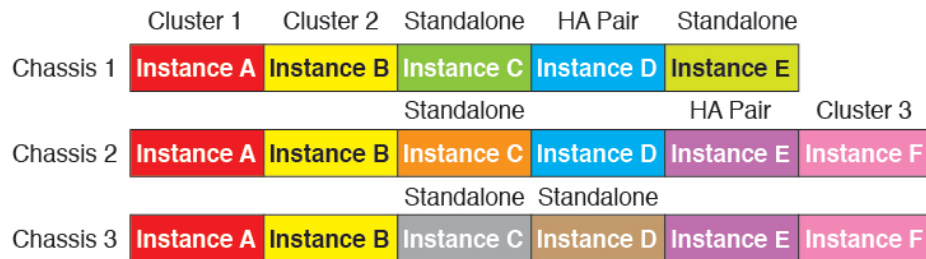 Cluster 1 Cluster 2 Standalone HA Pair Standalone
Chassis 1 Instance A Instance B Instance C Instance D Instance E
Standalone HA Pair Cluster 3
Chassis 2 Instance A Instance B Instance C Instance D Instance E Instance F
Standalone Standalone
Chassis 3 Instance A Instance B Instance C Instance D Instance E Instance F